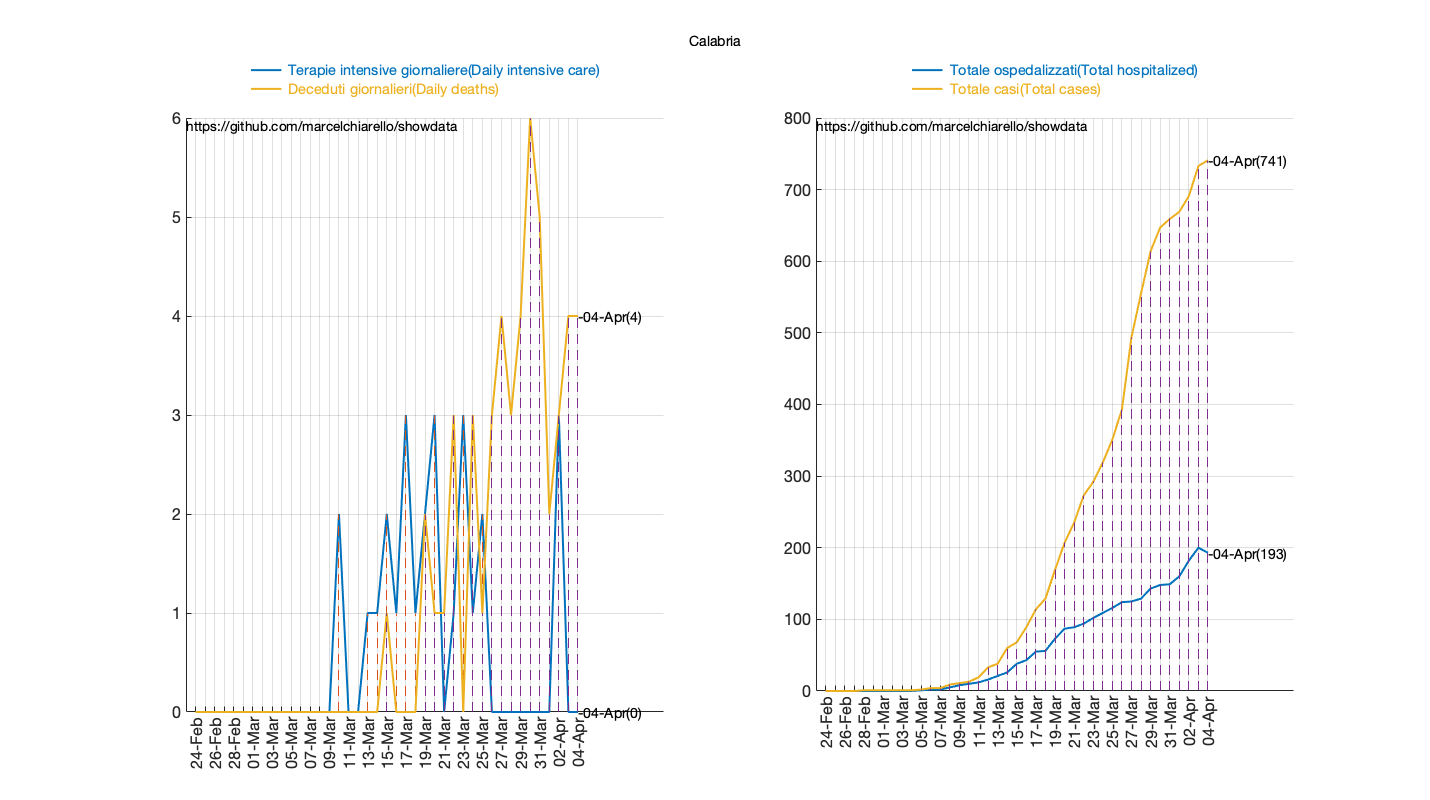 Calabria
Terapie intensive giornaliere(Daily intensive care)
Deceduti giornalieri(Daily deaths)
6
https://github.com/marcelchiarello/showdata
5
4
-04-Apr(4)
3
2
1
0
-04-Apr(0)
24-Feb
26-Feb
28-Feb
01-Mar
03-Mar
05-Mar
07-Mar
09-Mar
11-Mar
13-Mar
15-Mar
17-Mar
19-Mar
21-Mar
23-Mar
25-Mar
27-Mar
29-Mar
31-Mar
02-Apr
04-Apr
Totale ospedalizzati(Total hospitalized)
Totale casi(Total cases)
800
https://github.com/marcelchiarello/showdata
-04-Apr(741)
700
600
500
400
300
200
-04-Apr(193)
100
0
24-Feb
26-Feb
28-Feb
01-Mar
03-Mar
05-Mar
07-Mar
09-Mar
11-Mar
13-Mar
15-Mar
17-Mar
19-Mar
21-Mar
23-Mar
25-Mar
27-Mar
29-Mar
31-Mar
02-Apr
04-Apr